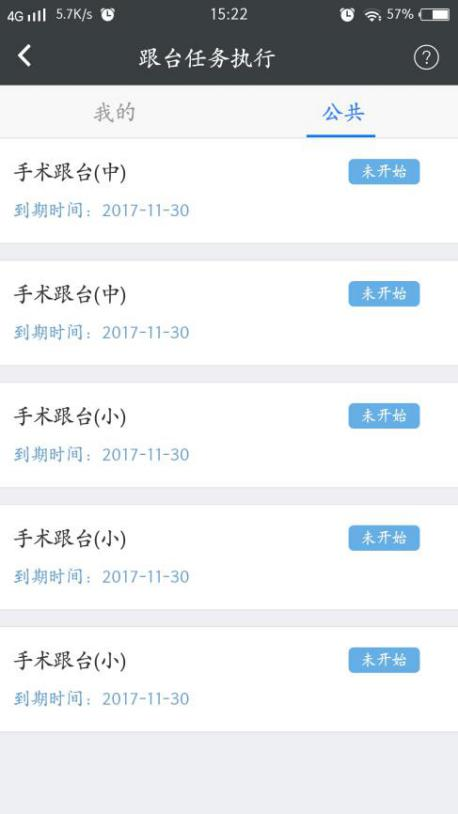 4G 5.7K/s 15:22 57%
跟台任务执行 ?
我的 公共
手术跟台(中) 未开始
到期时间：2017-11-30
手术跟台(中) 未开始
到期时间：2017-11-30
手术跟台(小) 未开始
到期时间：2017-11-30
手术跟台(小) 未开始
到期时间：2017-11-30
手术跟台(小) 未开始
到期时间：2017-11-30